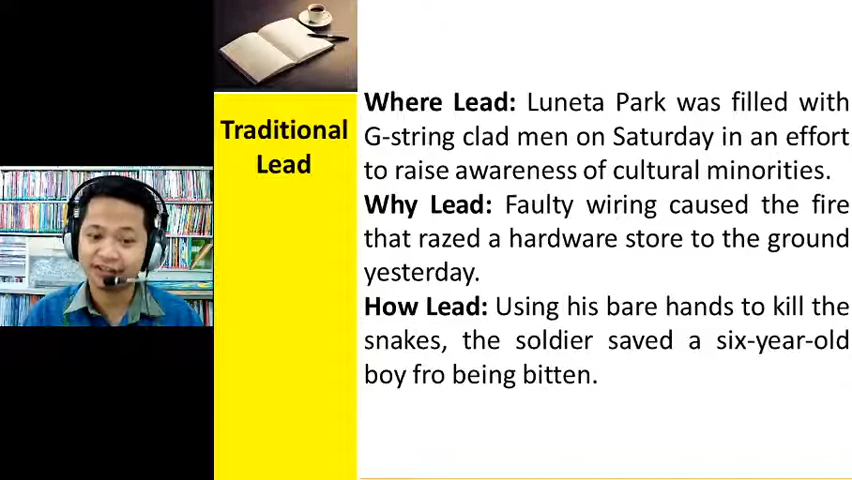 Traditional
Lead
Where Lead: Luneta Park was filled with
G-string clad men on Saturday in an effort
to raise awareness of cultural minorities.
Why Lead: Faulty wiring caused the fire
that razed a hardware store to the ground
yesterday.
How Lead: Using his bare hands to kill the
snakes, the soldier saved a six-year-old
boy fro being bitten.